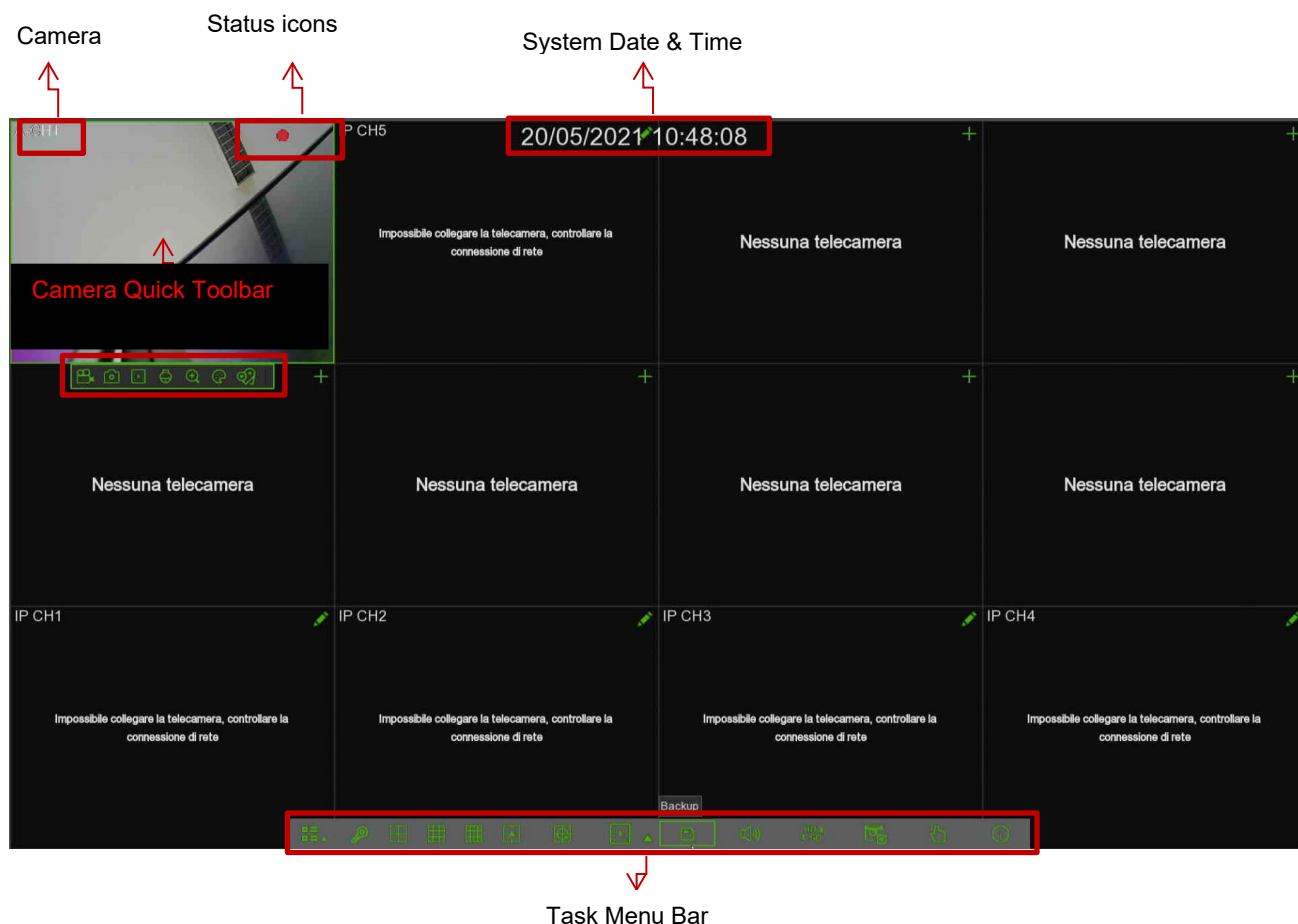 Camera
Status icons
System Date & Time
IP CH5
20/05/2021 10:48:08
Impossibile collegare la telecamera, controllare la
connessione di rete
Nessuna telecamera
Nessuna telecamera
Camera Quick Toolbar
Nessuna telecamera
Nessuna telecamera
Nessuna telecamera
Nessuna telecamera
IP CH1
IP CH2
IP CH3
IP CH4
Impossibile collegare la telecamera, controllare la
connessione di rete
Impossibile collegare la telecamera, controllare la
connessione di rete
Impossibile collegare la telecamera, controllare la
connessione di rete
Impossibile collegare la telecamera, controllare la
connessione di rete
Backup
Task Menu Bar